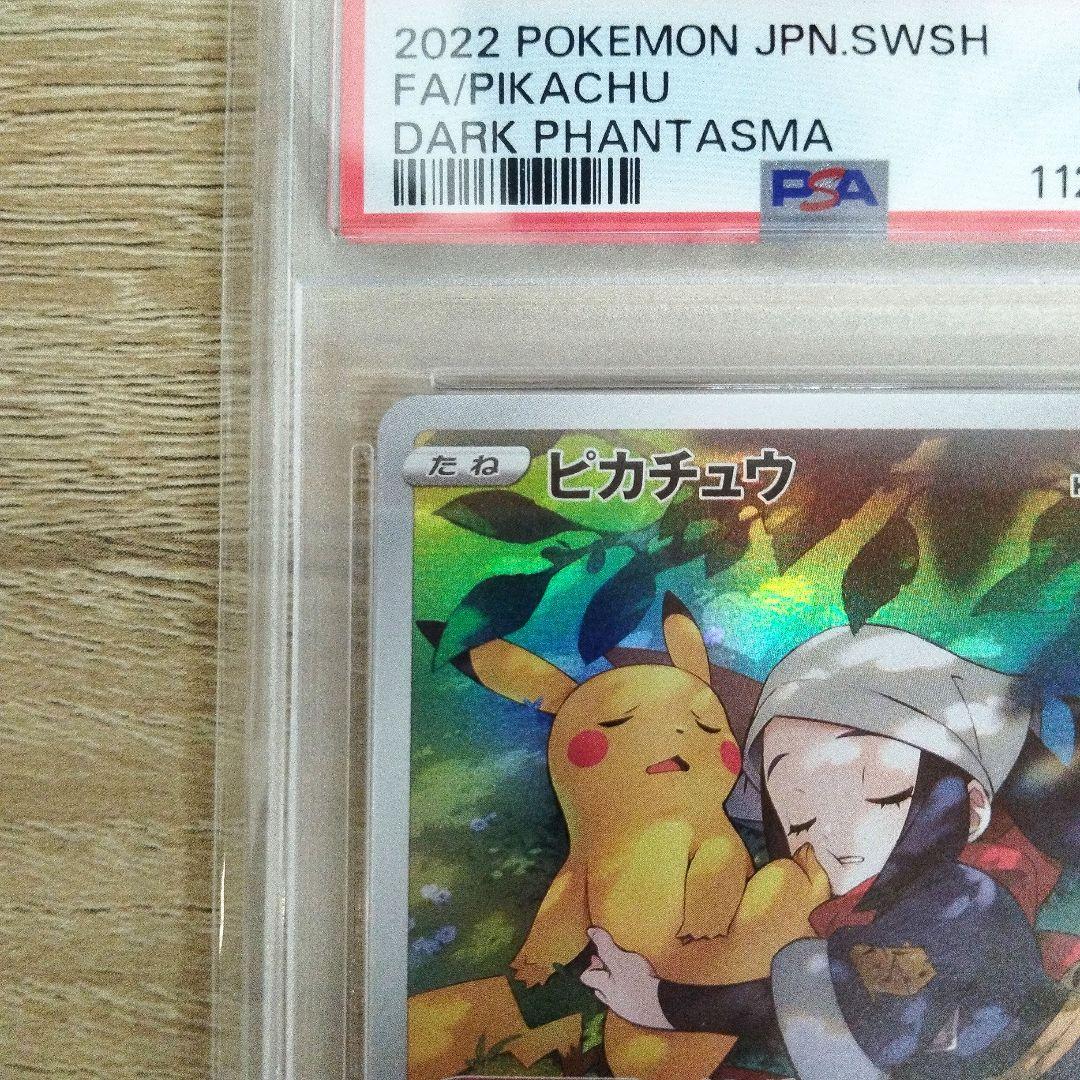 2022 POKEMON JPN.SWSH
FA/PIKACHU
DARK PHANTASMA
PSA
たね ピカチュウ